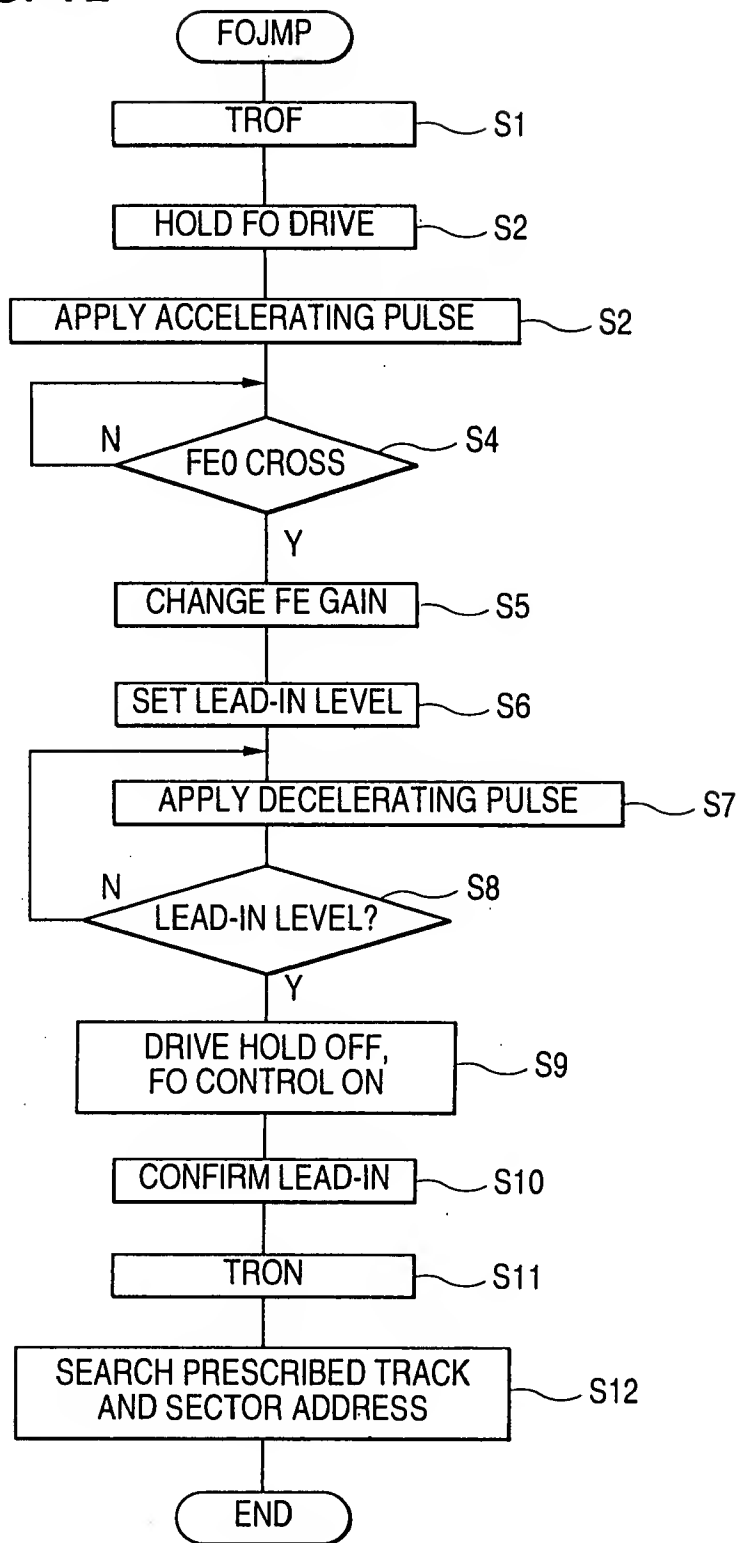 FOJMP
TROF
S1
HOLD FO DRIVE
S2
APPLY ACCELERATING PULSE
S2
N
FE0 CROSS
S4
Y
CHANGE FE GAIN
S5
SET LEAD-IN LEVEL
S6
APPLY DECELERATING PULSE
S7
N
LEAD-IN LEVEL?
S8
Y
DRIVE HOLD OFF,
FO CONTROL ON
S9
CONFIRM LEAD-IN
S10
TRON
S11
SEARCH PRESCRIBED TRACK
AND SECTOR ADDRESS
S12
END